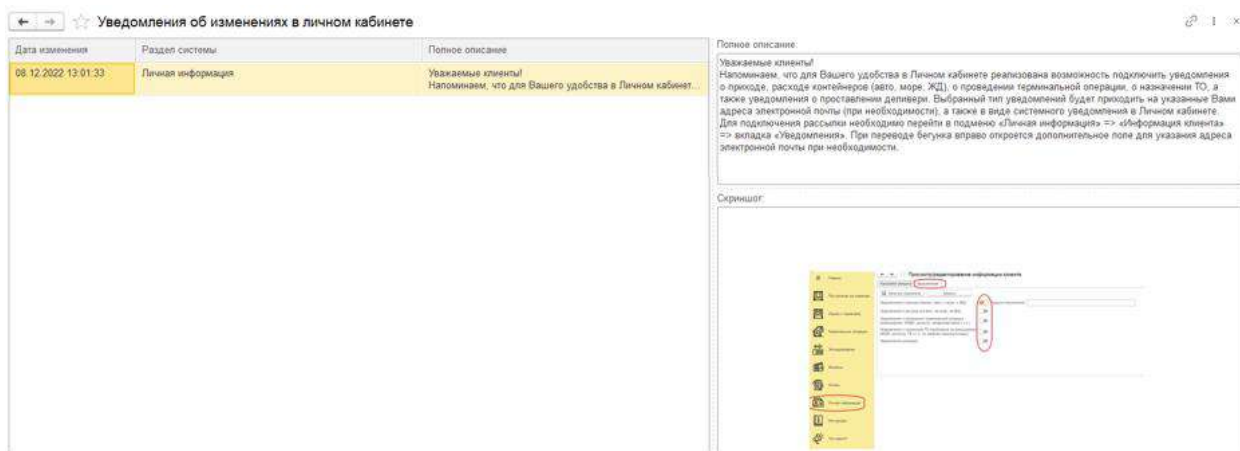 Уведомления об изменениях в личном кабинете
Дата изменения
Раздел системы
Полное описание
08.12.2022 13:01:33
Личная информация
Уважаемые клиенты!
Напоминаем, что для Вашего удобства в Личном кабинет...
Полное описание:
Уважаемые клиенты!
Напоминаем, что для Вашего удобства в Личном кабинете реализована возможность подключить уведомления
о приходе, расходе контейнеров (авто, море, ЖД), о проведении терминальной операции, о назначении ТО, а
также уведомления о проставлении деливери. Выбранный тип уведомлений будет приходить на указанные Вами
адреса электронной почты (при необходимости), а также в виде системного уведомления в Личном кабинете.
Для подключения рассылки необходимо перейти в подменю «Личная информация» => «Информация клиента»
=> вкладка «Уведомления». При переводе бегунка вправо откроется дополнительное поле для указания адреса
электронной почты при необходимости.
Скриншот:
Просмотр/редактирование информации клиента